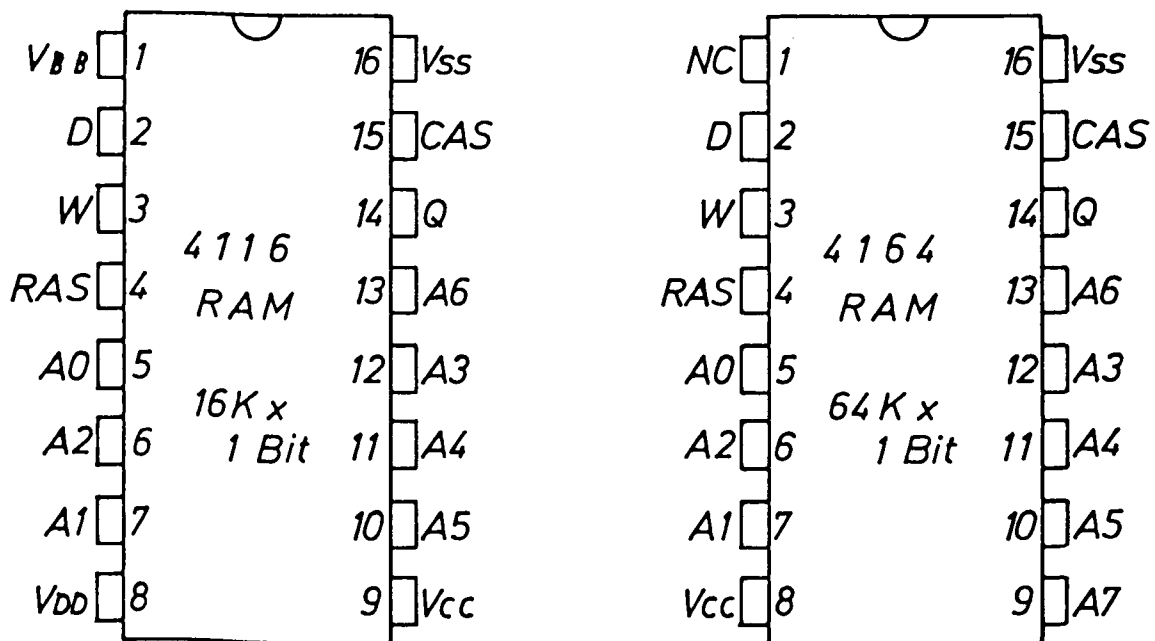 VBB 1 16 Vss
D 2 15 CAS
W 3 14 Q
4116
RAS 4 13 A6
RAM
A0 5 12 A3
16K x
A2 6 11 A4
1 Bit
A1 7 10 A5
VDD 8 9 Vcc
NC 1 16 Vss
D 2 15 CAS
W 3 14 Q
4164
RAS 4 13 A6
RAM
A0 5 12 A3
64K x
A2 6 11 A4
1 Bit
A1 7 10 A5
Vcc 8 9 A7